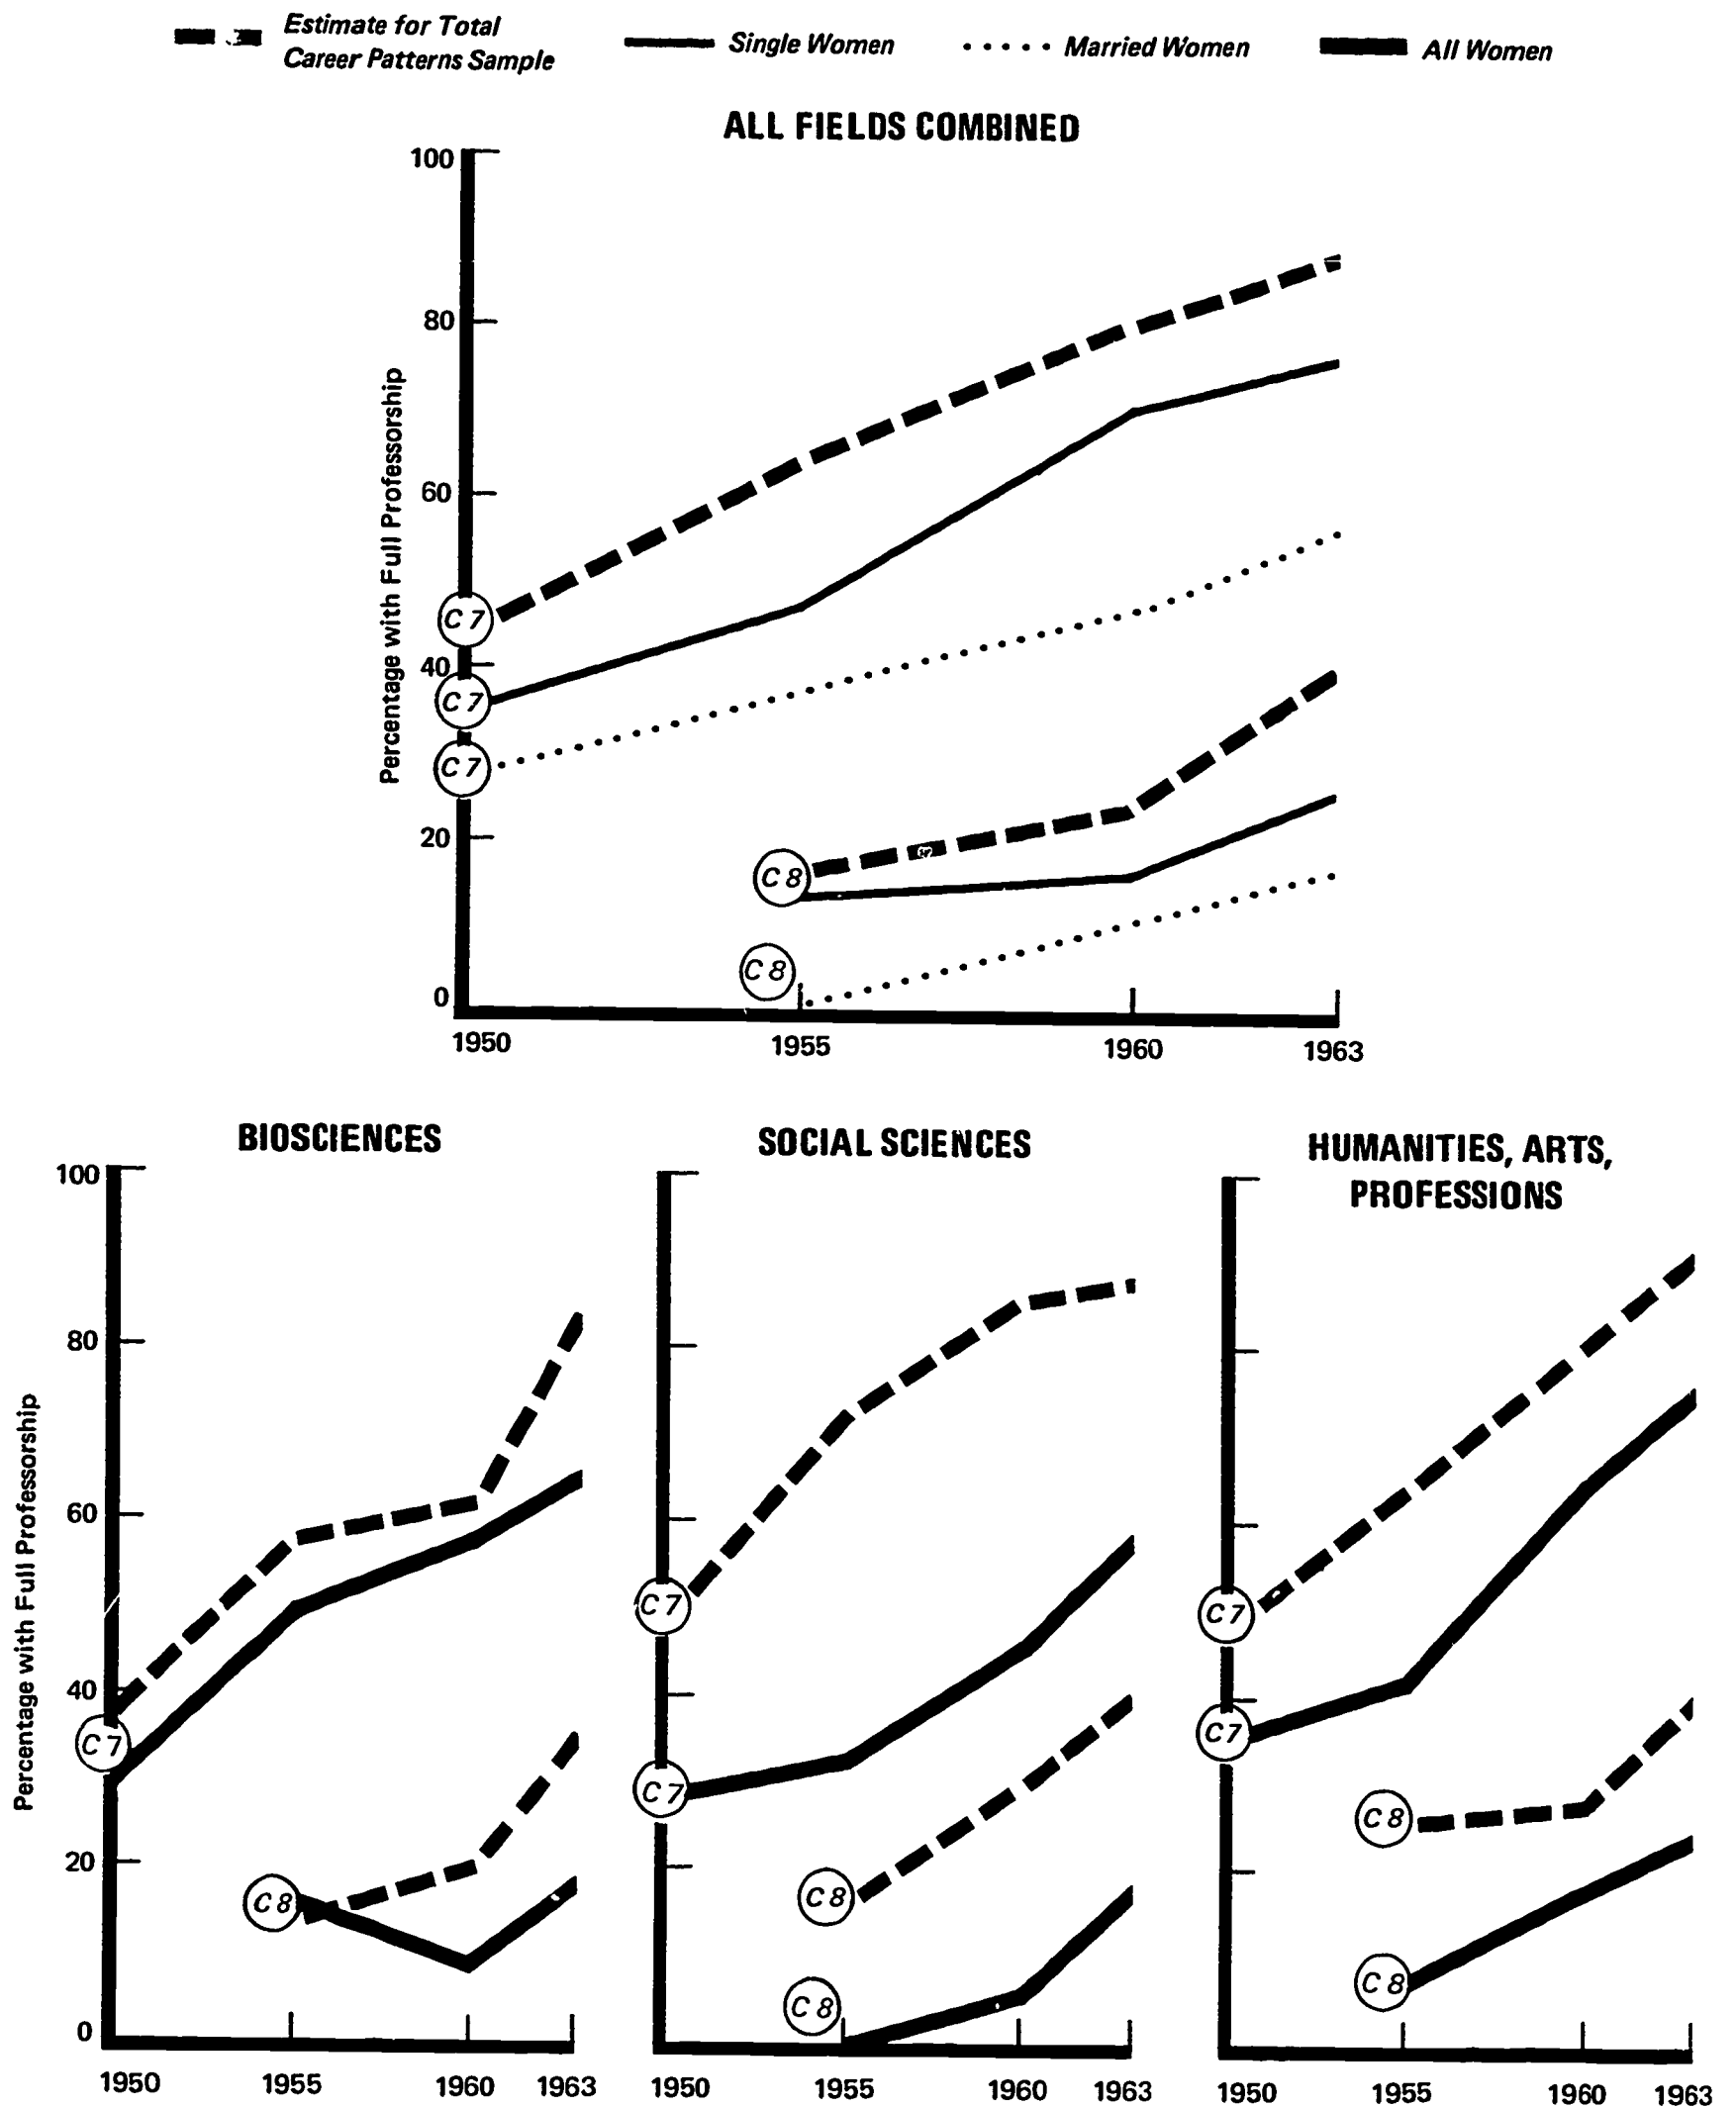 Estimate for Total
Career Patterns Sample
Single Women
Married Women
All Women
ALL FIELDS COMBINED
Percentage with Full Professorship
100
80
60
C 7
40
C 7
C 7
20
C 8
C 8
0
1950
1955
1960
1963
BIOSCIENCES
Percentage with Full Professorship
100
80
60
40
C 7
20
C 8
0
1950
1955
1960
1963
SOCIAL SCIENCES
C 7
C 7
C 8
C 8
1950
1955
1960
1963
HUMANITIES, ARTS,
PROFESSIONS
C 7
C 7
C 8
C 8
1950
1955
1960
1963